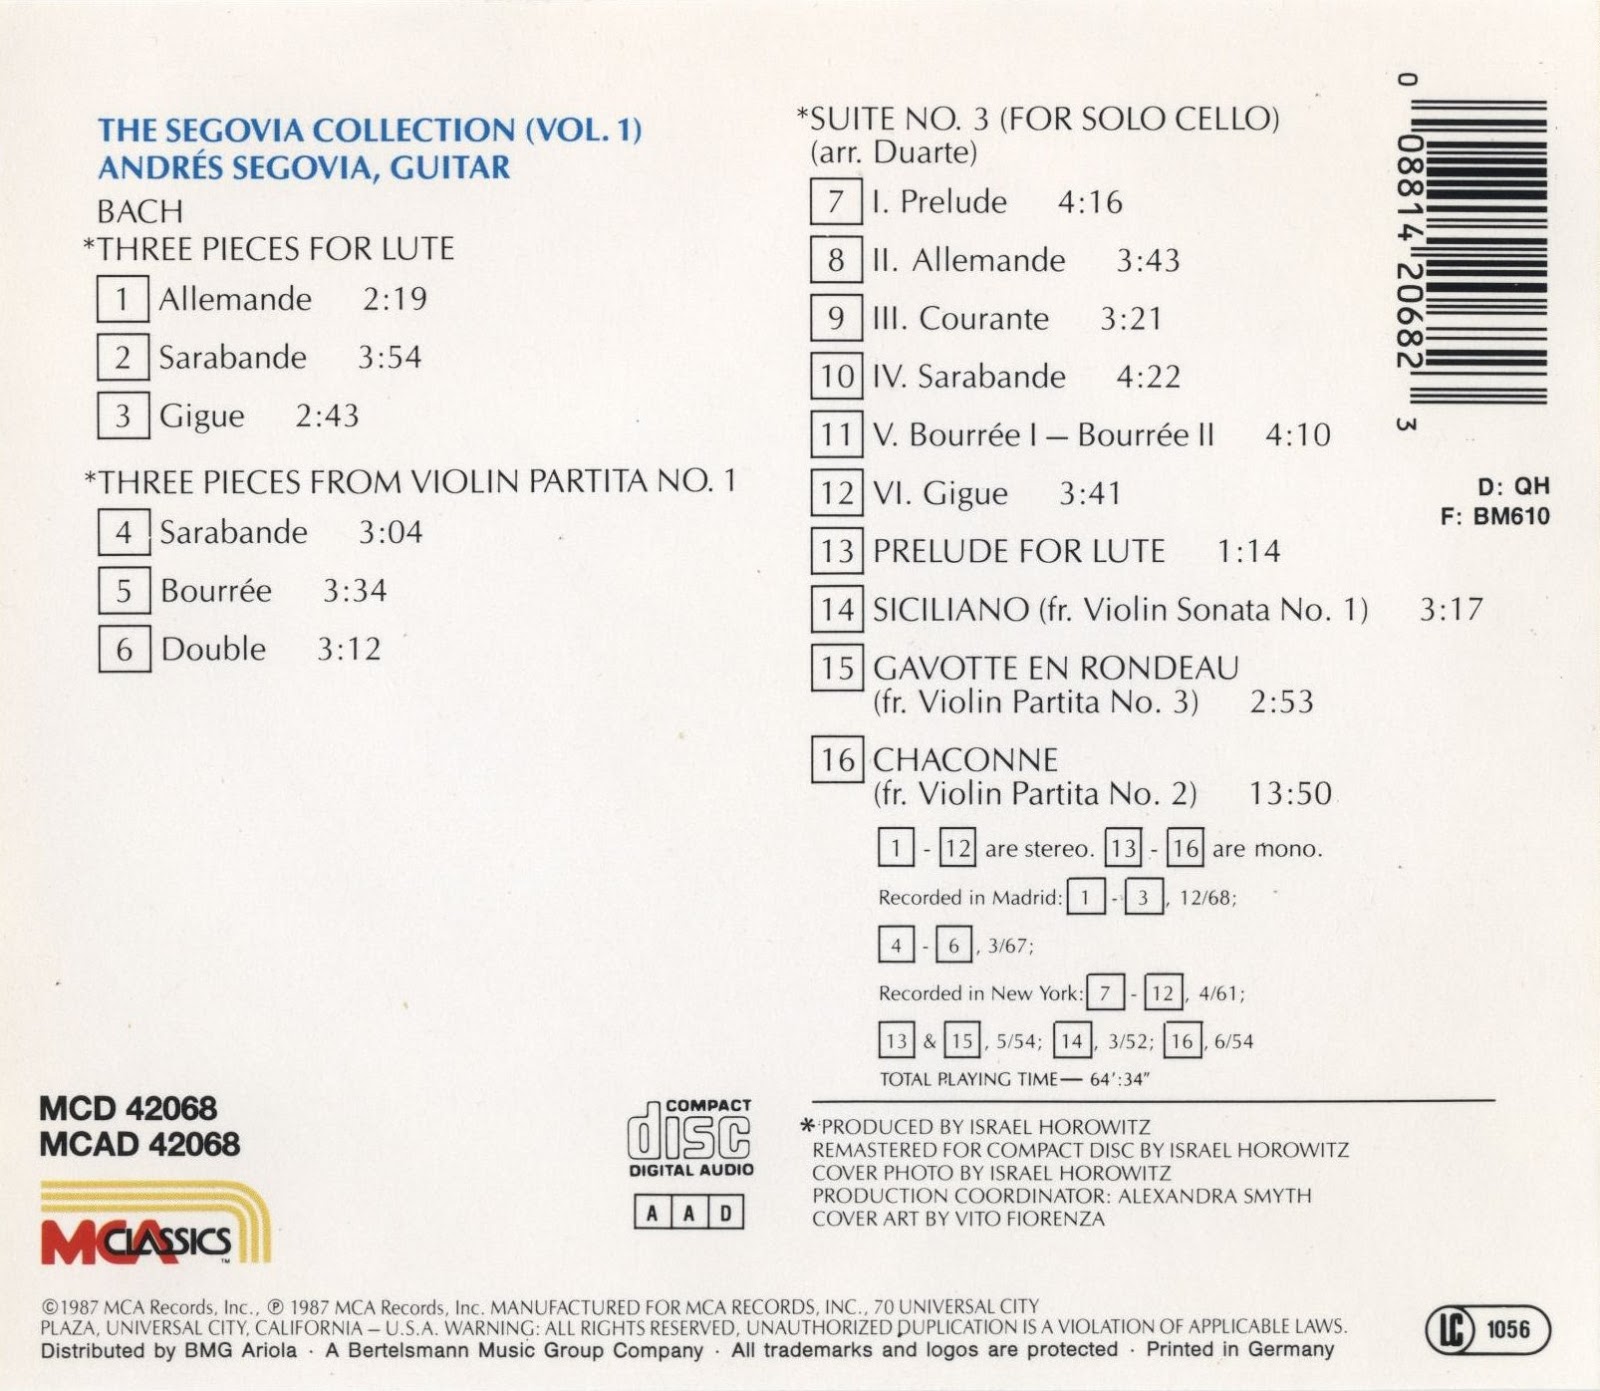 THE SEGOVIA COLLECTION (VOL. 1)
ANDRÉS SEGOVIA, GUITAR
BACH
*THREE PIECES FOR LUTE
1 Allemande 2:19
2 Sarabande 3:54
3 Gigue 2:43
*THREE PIECES FROM VIOLIN PARTITA NO. 1
4 Sarabande 3:04
5 Bourrée 3:34
6 Double 3:12
*SUITE NO. 3 (FOR SOLO CELLO)
(arr. Duarte)
7 I. Prelude 4:16
8 II. Allemande 3:43
9 III. Courante 3:21
10 IV. Sarabande 4:22
11 V. Bourrée I – Bourrée II 4:10
12 VI. Gigue 3:41
13 PRELUDE FOR LUTE 1:14
14 SICILIANO (fr. Violin Sonata No. 1) 3:17
15 GAVOTTE EN RONDEAU
(fr. Violin Partita No. 3) 2:53
16 CHACONNE
(fr. Violin Partita No. 2) 13:50
1 - 12 are stereo. 13 - 16 are mono.
Recorded in Madrid: 1 - 3, 12/68;
4 - 6, 3/67;
Recorded in New York: 7 - 12, 4/61;
13 & 15, 5/54; 14, 3/52; 16, 6/54
TOTAL PLAYING TIME— 64':34"
*PRODUCED BY ISRAEL HOROWITZ
REMASTERED FOR COMPACT DISC BY ISRAEL HOROWITZ
COVER PHOTO BY ISRAEL HOROWITZ
PRODUCTION COORDINATOR: ALEXANDRA SMYTH
COVER ART BY VITO FIORENZA
0 08814 20682 3
D: QH
F: BM610
MCD 42068
MCAD 42068
MCA CLASSICS™
COMPACT
disc
DIGITAL AUDIO
A A D
©1987 MCA Records, Inc., ℗ 1987 MCA Records, Inc. MANUFACTURED FOR MCA RECORDS, INC., 70 UNIVERSAL CITY
PLAZA, UNIVERSAL CITY, CALIFORNIA – U.S.A. WARNING: ALL RIGHTS RESERVED, UNAUTHORIZED DUPLICATION IS A VIOLATION OF APPLICABLE LAWS.
Distributed by BMG Ariola · A Bertelsmann Music Group Company · All trademarks and logos are protected · Printed in Germany
LC 1056